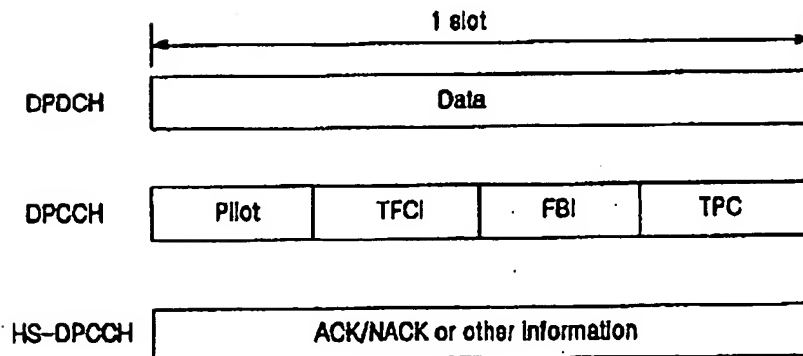 1 slot
DPDCH Data
DPCCH Pilot TFCI FBI TPC
HS-DPCCH ACK/NACK or other information